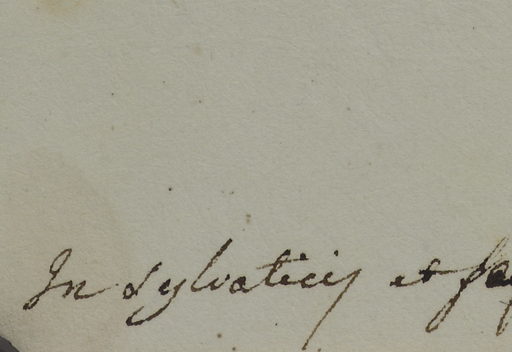 In sylvaticis et